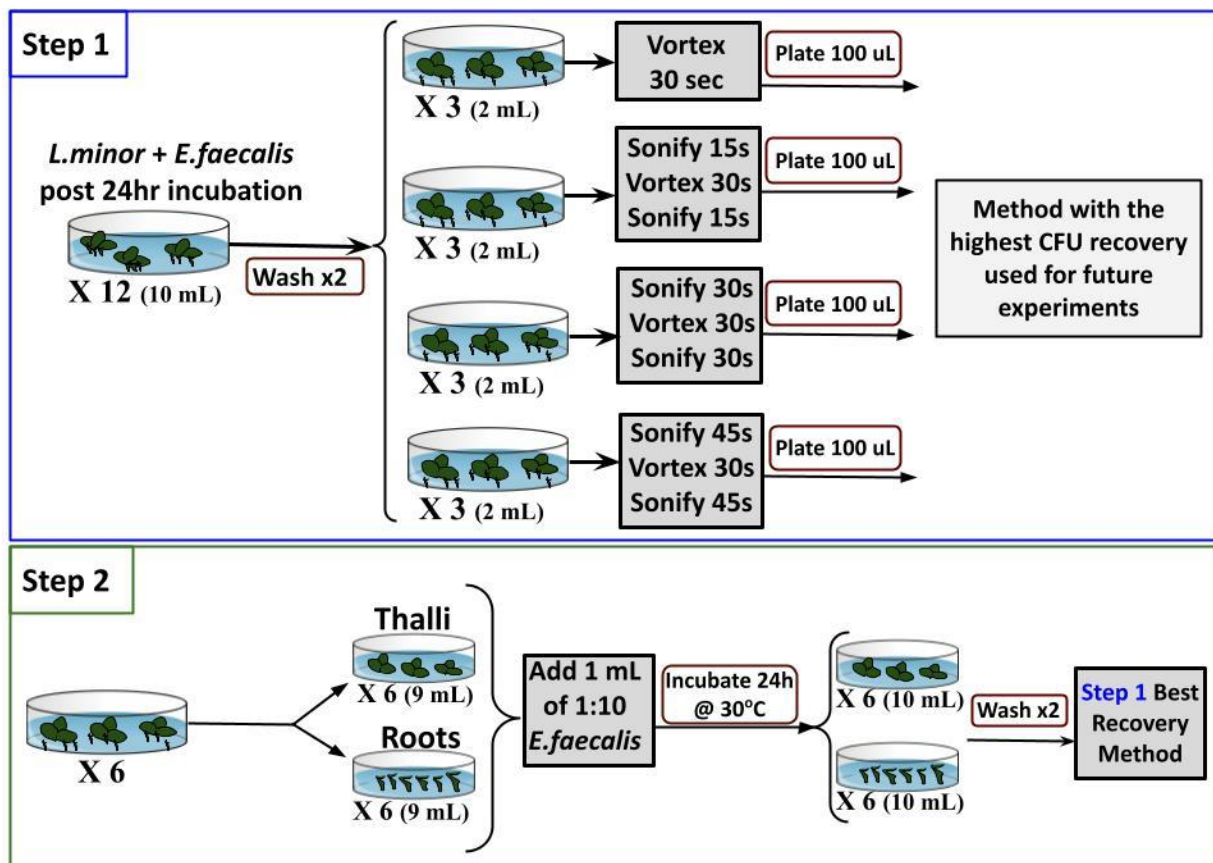 Step 1
L.minor + E.faecalis
post 24hr incubation
X 12 (10 mL)
Wash x2
X 3 (2 mL)
Vortex
30 sec
Plate 100 uL
X 3 (2 mL)
Sonify 15s
Vortex 30s
Sonify 15s
Plate 100 uL
X 3 (2 mL)
Sonify 30s
Vortex 30s
Sonify 30s
Plate 100 uL
X 3 (2 mL)
Sonify 45s
Vortex 30s
Sonify 45s
Plate 100 uL
Method with the
highest CFU recovery
used for future
experiments
Step 2
X 6
Thalli
X 6 (9 mL)
Roots
X 6 (9 mL)
Add 1 mL
of 1:10
E.faecalis
Incubate 24h
@ 30°C
X 6 (10 mL)
X 6 (10 mL)
Wash x2
Step 1 Best
Recovery
Method